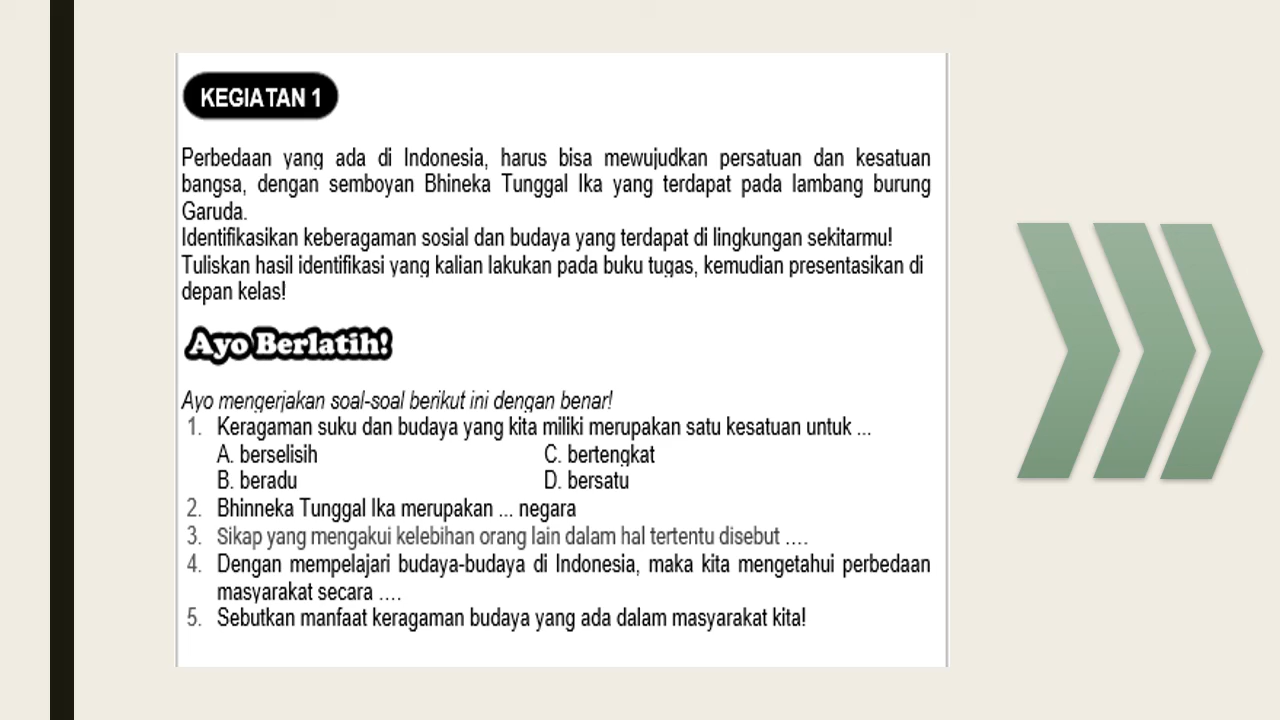 KEGIATAN 1
Perbedaan yang ada di Indonesia, harus bisa mewujudkan persatuan dan kesatuan
bangsa, dengan semboyan Bhineka Tunggal Ika yang terdapat pada lambang burung
Garuda.
Identifikasikan keberagaman sosial dan budaya yang terdapat di lingkungan sekitarmu!
Tuliskan hasil identifikasi yang kalian lakukan pada buku tugas, kemudian presentasikan di
depan kelas!
Ayo Berlatih!
Ayo mengerjakan soal-soal berikut ini dengan benar!
1. Keragaman suku dan budaya yang kita miliki merupakan satu kesatuan untuk ...
A. berselisih C. bertengkat
B. beradu D. bersatu
2. Bhinneka Tunggal Ika merupakan ... negara
3. Sikap yang mengakui kelebihan orang lain dalam hal tertentu disebut ….
4. Dengan mempelajari budaya-budaya di Indonesia, maka kita mengetahui perbedaan
masyarakat secara ….
5. Sebutkan manfaat keragaman budaya yang ada dalam masyarakat kita!